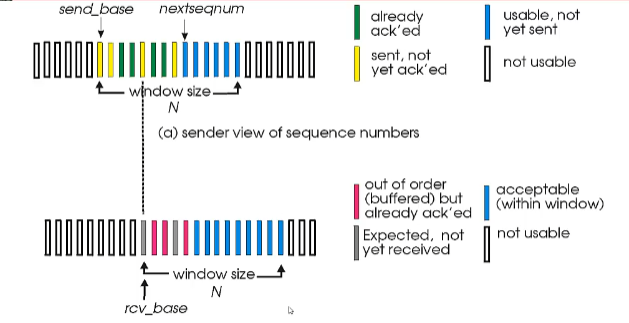 send_base nextseqnum
already
ack'ed
usable, not
yet sent
sent, not
yet ack'ed
not usable
window size
N
(a) sender view of sequence numbers
out of order
(buffered) but
already ack'ed
acceptable
(within window)
Expected, not
yet received
not usable
window size
N
rcv_base